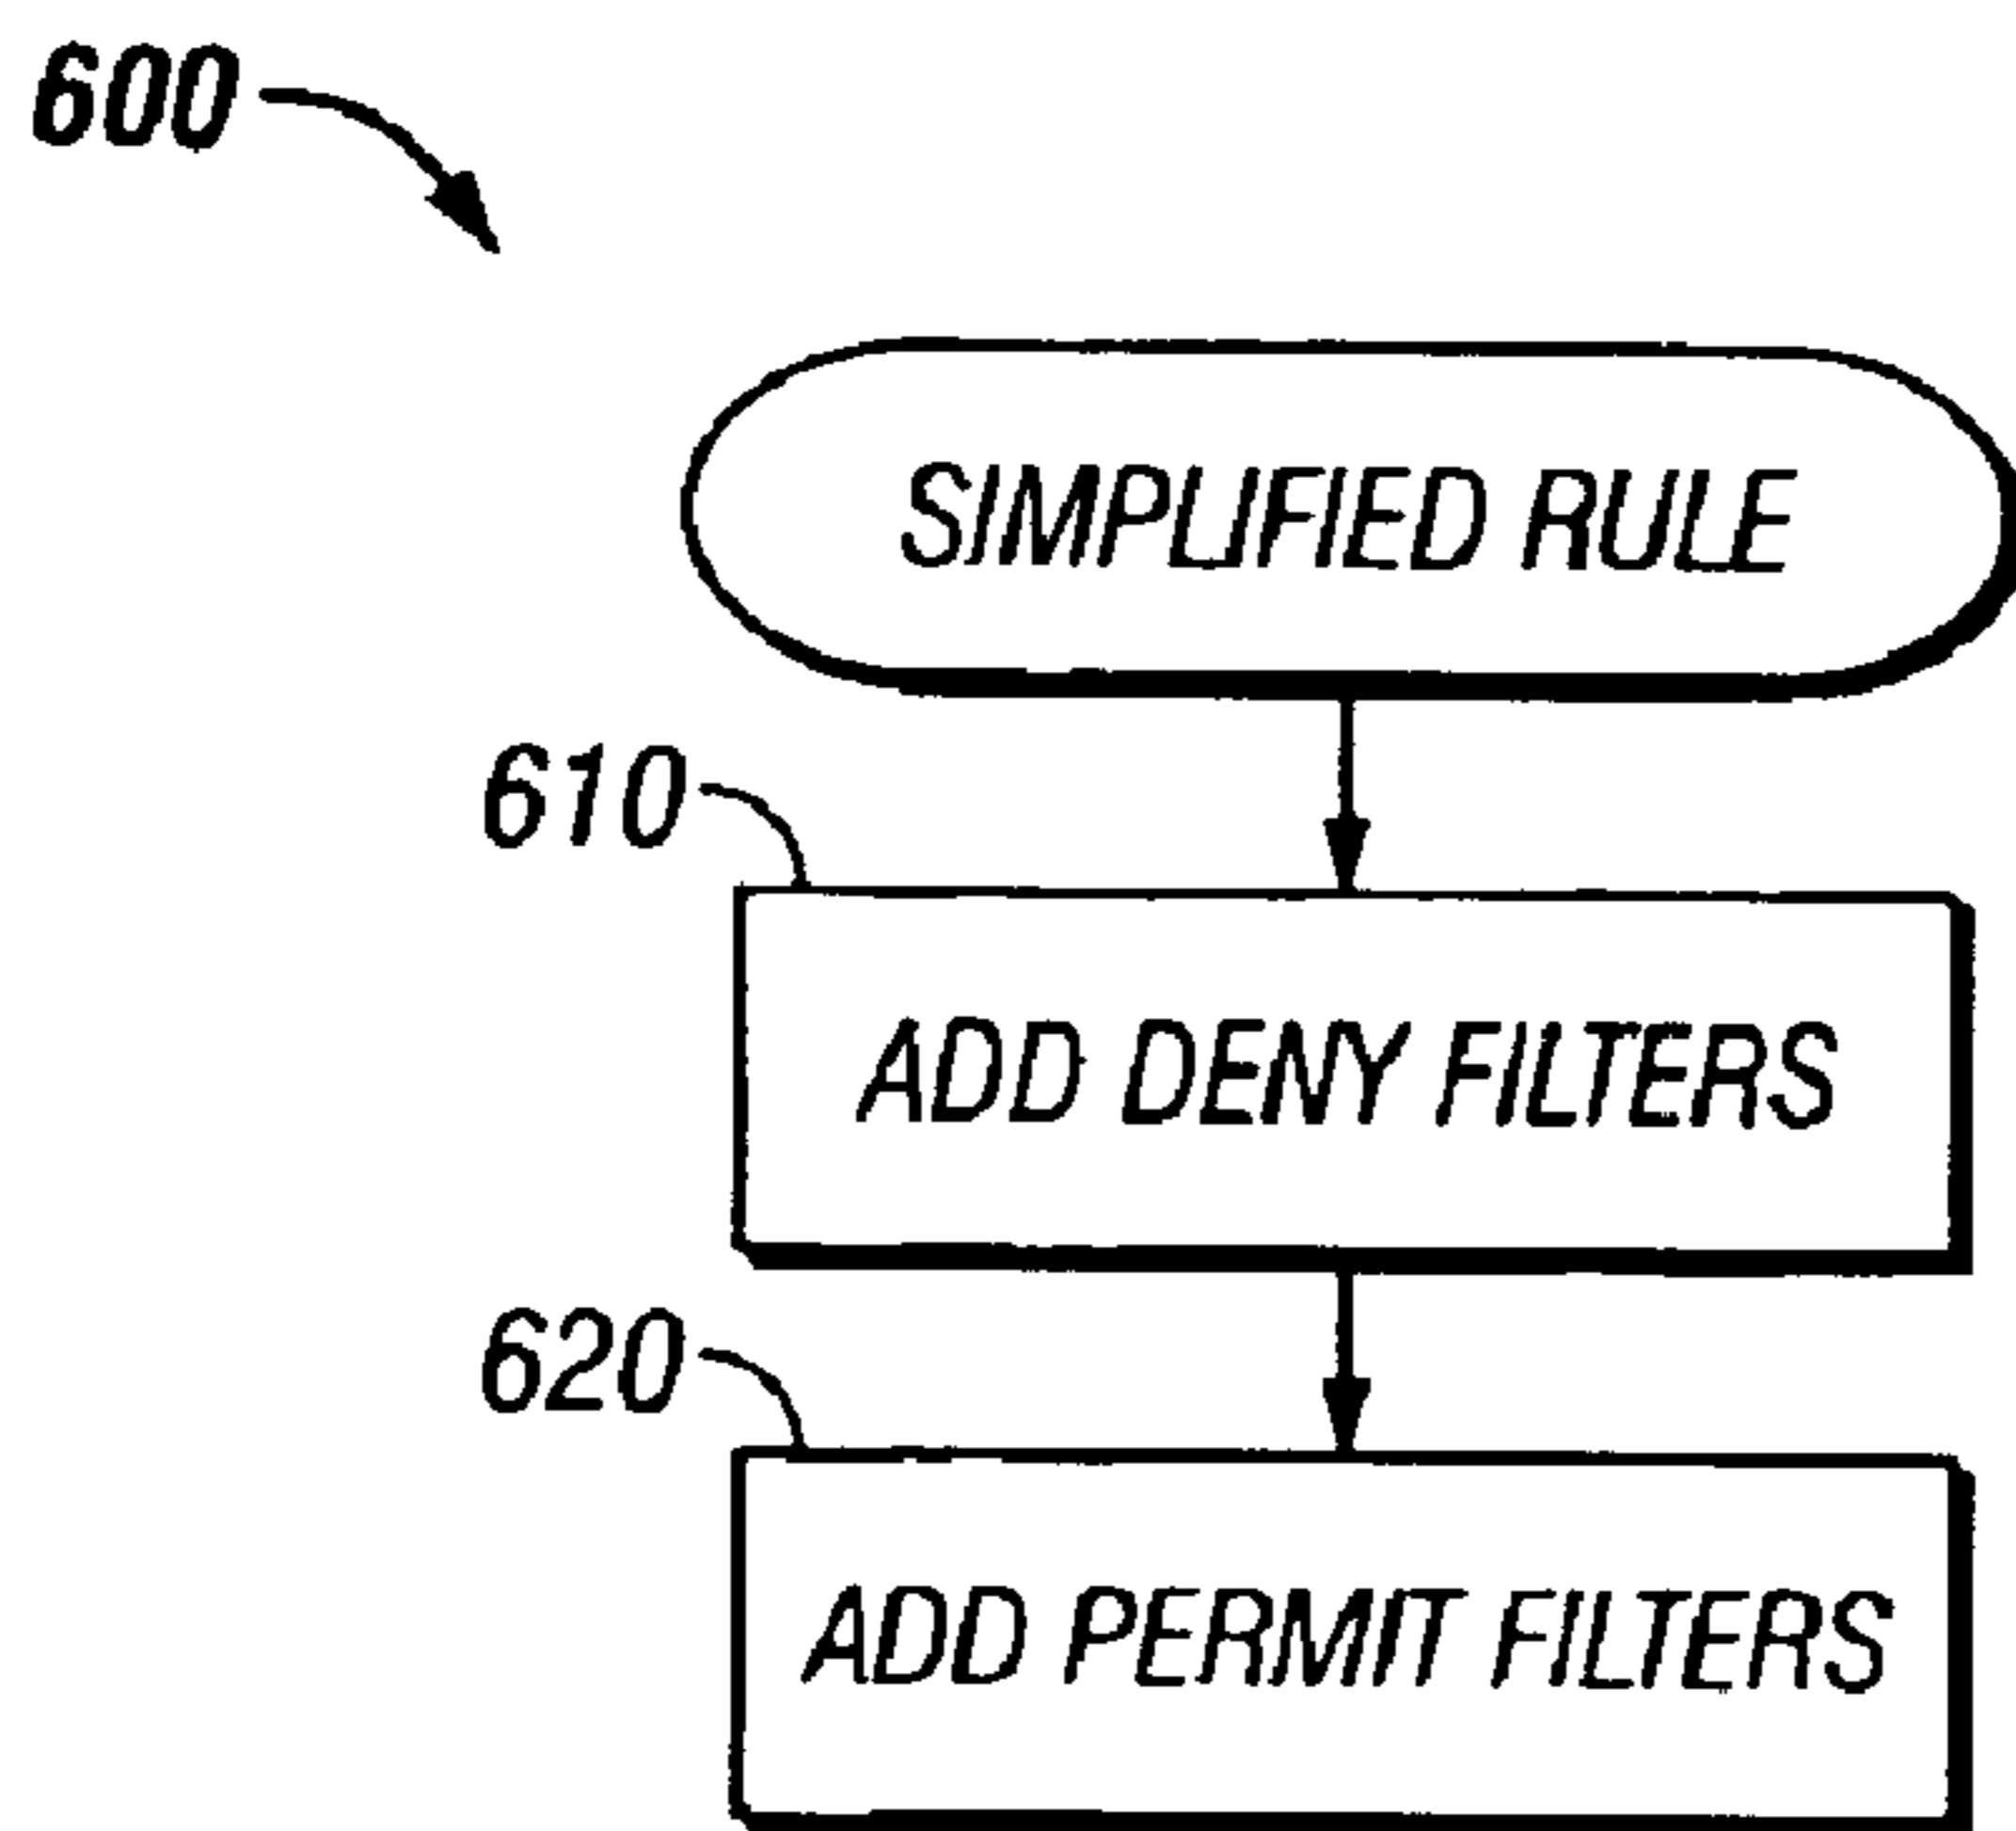 600
SIMPLIFIED RULE
610
ADD DENY FILTERS
620
ADD PERMIT FILTERS